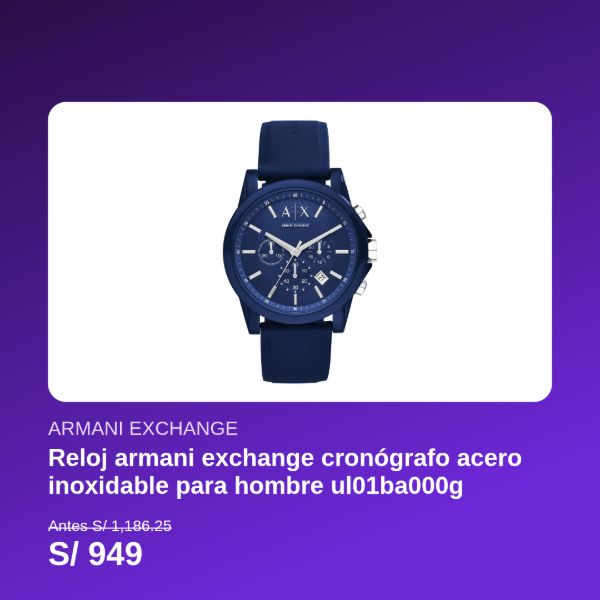 A|X
ARMANI EXCHANGE
ARMANI EXCHANGE
Reloj armani exchange cronógrafo acero
inoxidable para hombre ul01ba000g
Antes S/ 1,186.25
S/ 949